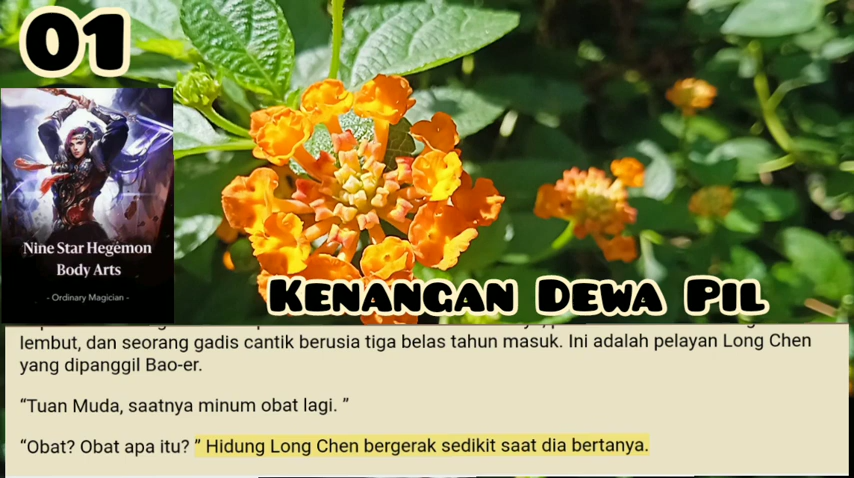 01
Nine Star Hegemon
Body Arts
- Ordinary Magician -
Kenangan Dewa Pil
lembut, dan seorang gadis cantik berusia tiga belas tahun masuk. Ini adalah pelayan Long Chen
yang dipanggil Bao-er.
“Tuan Muda, saatnya minum obat lagi. ”
“Obat? Obat apa itu? ” Hidung Long Chen bergerak sedikit saat dia bertanya.